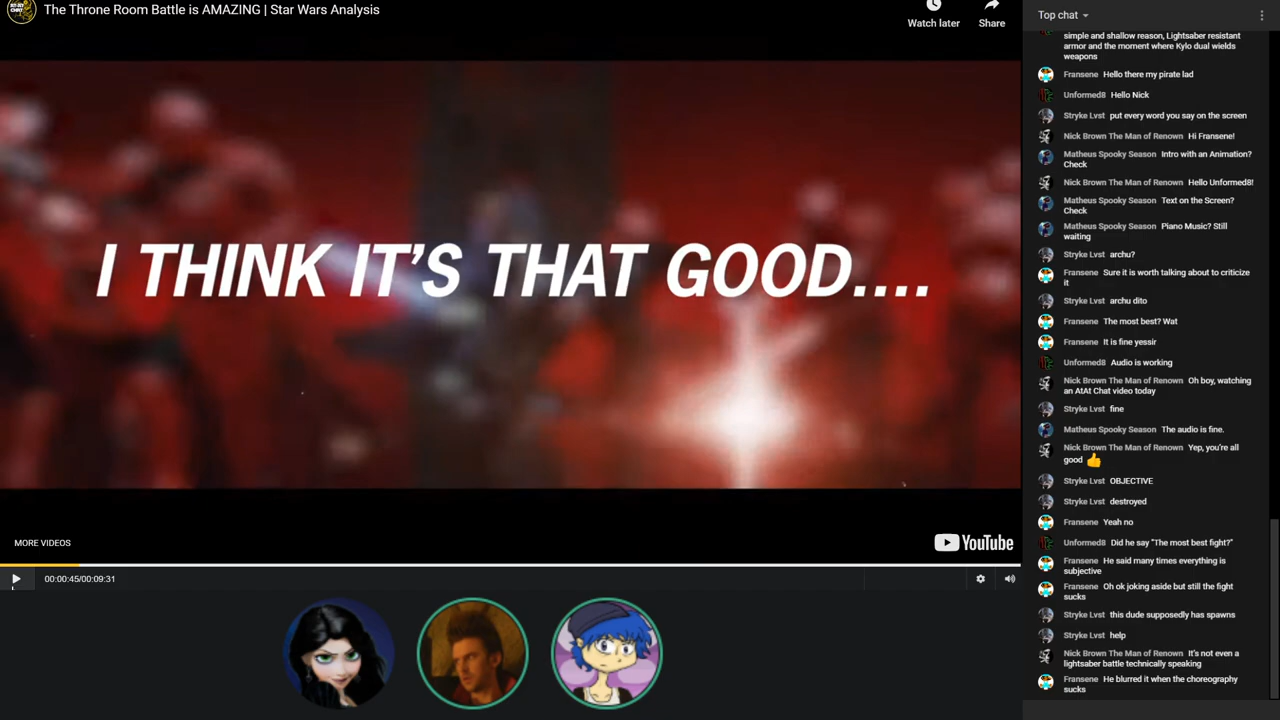 The Throne Room Battle is AMAZING | Star Wars Analysis
Watch later
Share
I THINK IT'S THAT GOOD....
MORE VIDEOS
YouTube
00:00:45/00:09:31
Top chat
simple and shallow reason, Lightsaber resistant
armor and the moment where Kylo dual wields
weapons
Fransene Hello there my pirate lad
Unformed8 Hello Nick
Stryke Lvst put every word you say on the screen
Nick Brown The Man of Renown Hi Fransene!
Matheus Spooky Season Intro with an Animation?
Check
Nick Brown The Man of Renown Hello Unformed8!
Matheus Spooky Season Text on the Screen?
Check
Matheus Spooky Season Piano Music? Still
waiting
Stryke Lvst archu?
Fransene Sure it is worth talking about to criticize
it
Stryke Lvst archu dito
Fransene The most best? Wat
Fransene It is fine yessir
Unformed8 Audio is working
Nick Brown The Man of Renown Oh boy, watching
an AtAt Chat video today
Stryke Lvst fine
Matheus Spooky Season The audio is fine.
Nick Brown The Man of Renown Yep, you're all
good 👍
Stryke Lvst OBJECTIVE
Stryke Lvst destroyed
Fransene Yeah no
Unformed8 Did he say "The most best fight?"
Fransene He said many times everything is
subjective
Fransene Oh ok joking aside but still the fight
sucks
Stryke Lvst this dude supposedly has spawns
Stryke Lvst help
Nick Brown The Man of Renown It's not even a
lightsaber battle technically speaking
Fransene He blurred it when the choreography
sucks